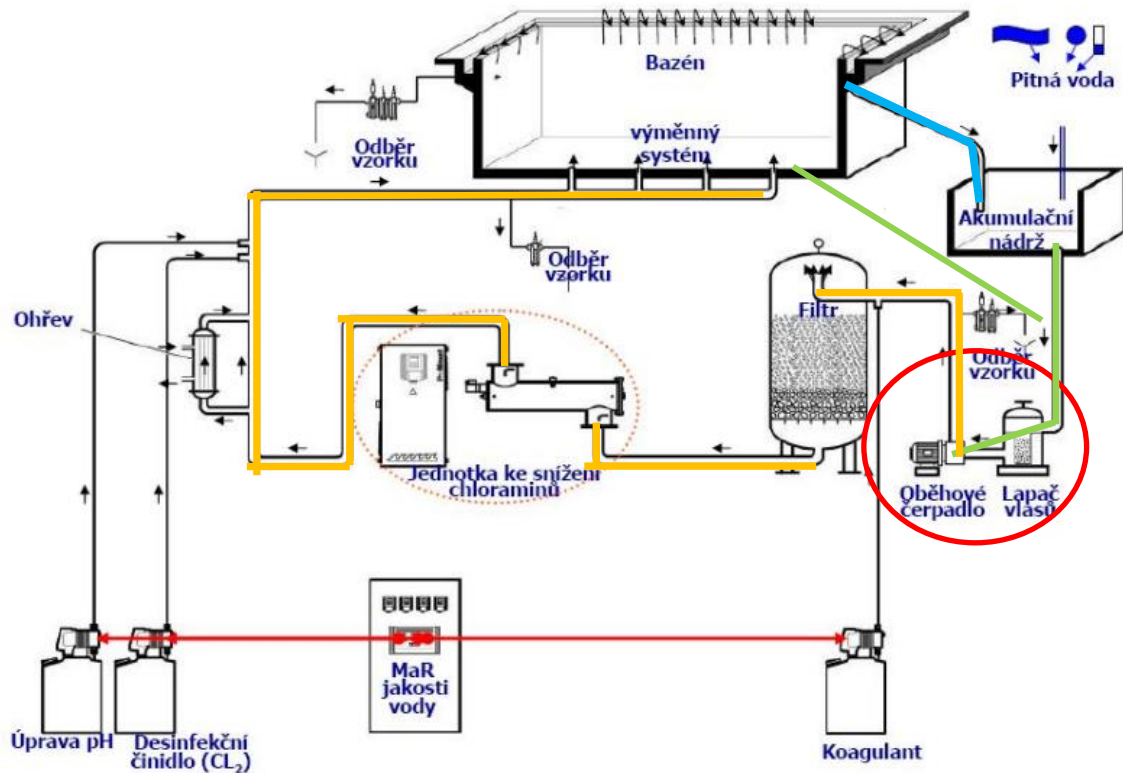 Bazén
Pitná voda
výměnný
systém
Odběr
vzorku
Akumulační
nádrž
Odběr
vzorku
Ohřev
Filtr
Odběr
vzorku
Jednotka ke snížení
chloraminů
Oběhové
čerpadlo
Lapač
vlasů
MaR
jakosti
vody
Úprava pH
Desinfekční
činidlo (CL₂)
Koagulant